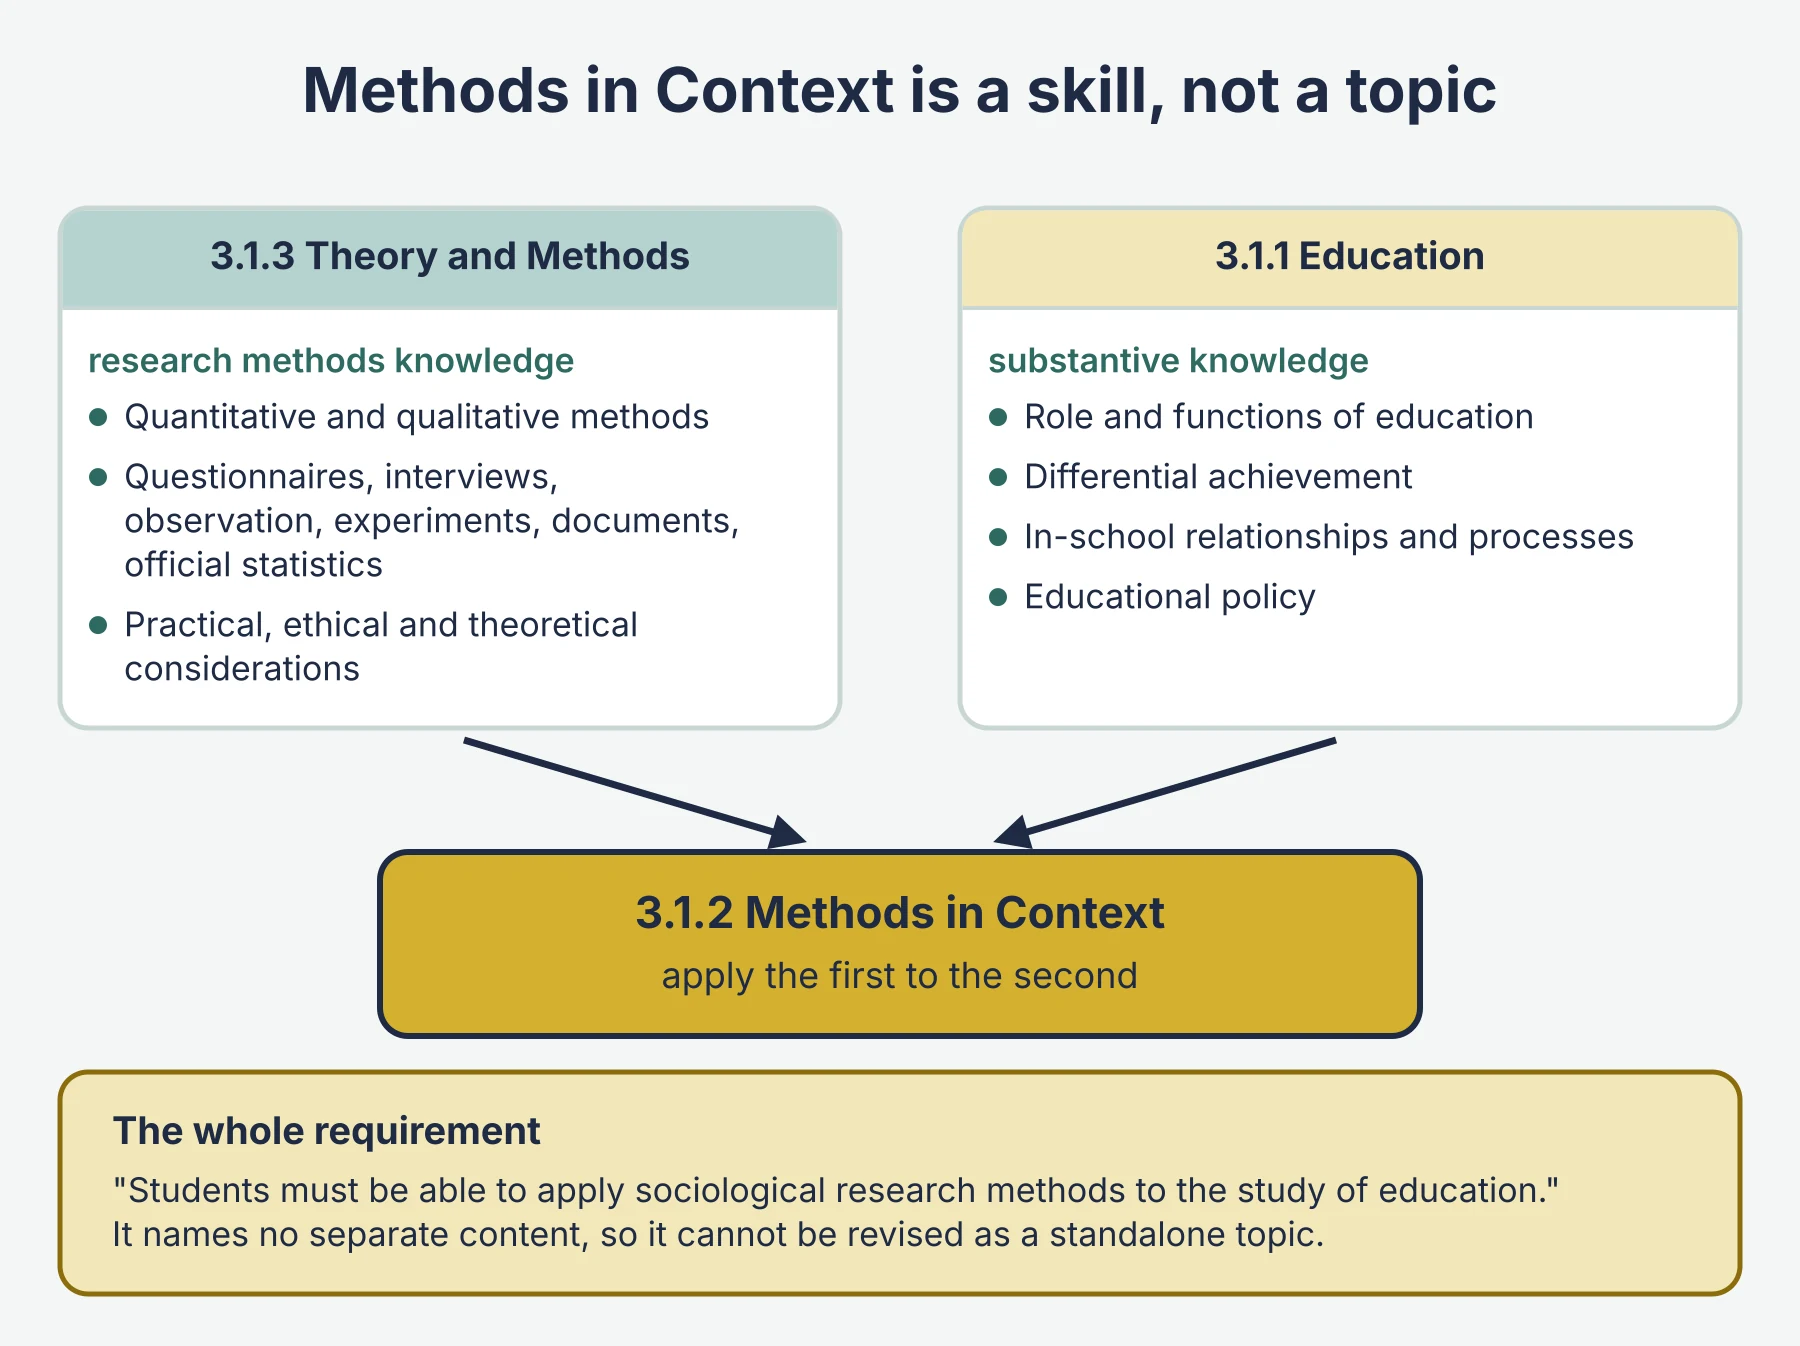 Methods in Context is a skill, not a topic
3.1.3 Theory and Methods
research methods knowledge
Quantitative and qualitative methods
Questionnaires, interviews,
observation, experiments, documents,
official statistics
Practical, ethical and theoretical
considerations
3.1.1 Education
substantive knowledge
Role and functions of education
Differential achievement
In-school relationships and processes
Educational policy
3.1.2 Methods in Context
apply the first to the second
The whole requirement
"Students must be able to apply sociological research methods to the study of education."
It names no separate content, so it cannot be revised as a standalone topic.